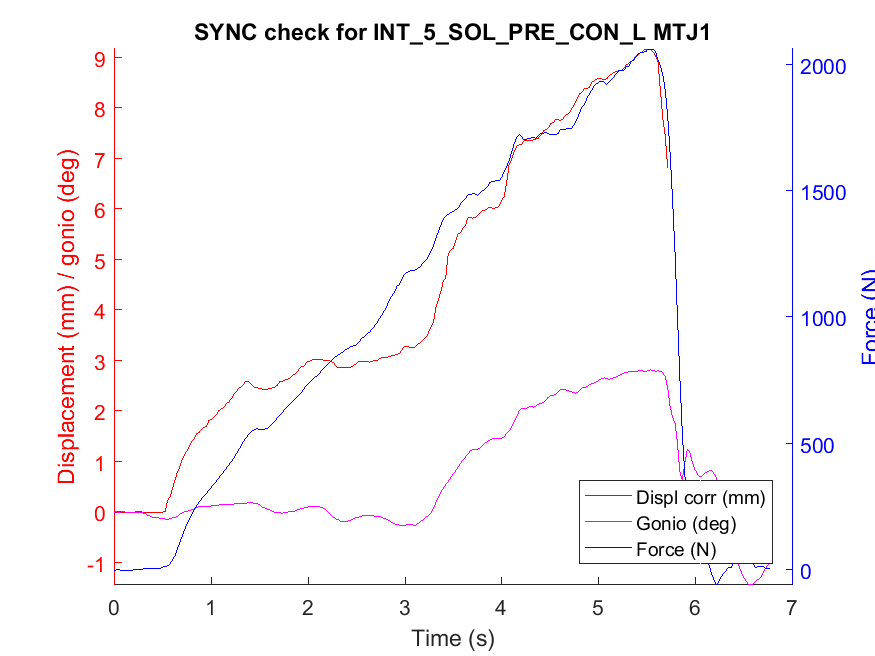 SYNC check for INT_5_SOL_PRE_CON_L MTJ1
Displacement (mm) / gonio (deg)
9
8
7
6
5
4
3
2
1
0
-1
2000
1500
1000
500
0
Force (N)
Displ corr (mm)
Gonio (deg)
Force (N)
0 1 2 3 4 5 6 7
Time (s)